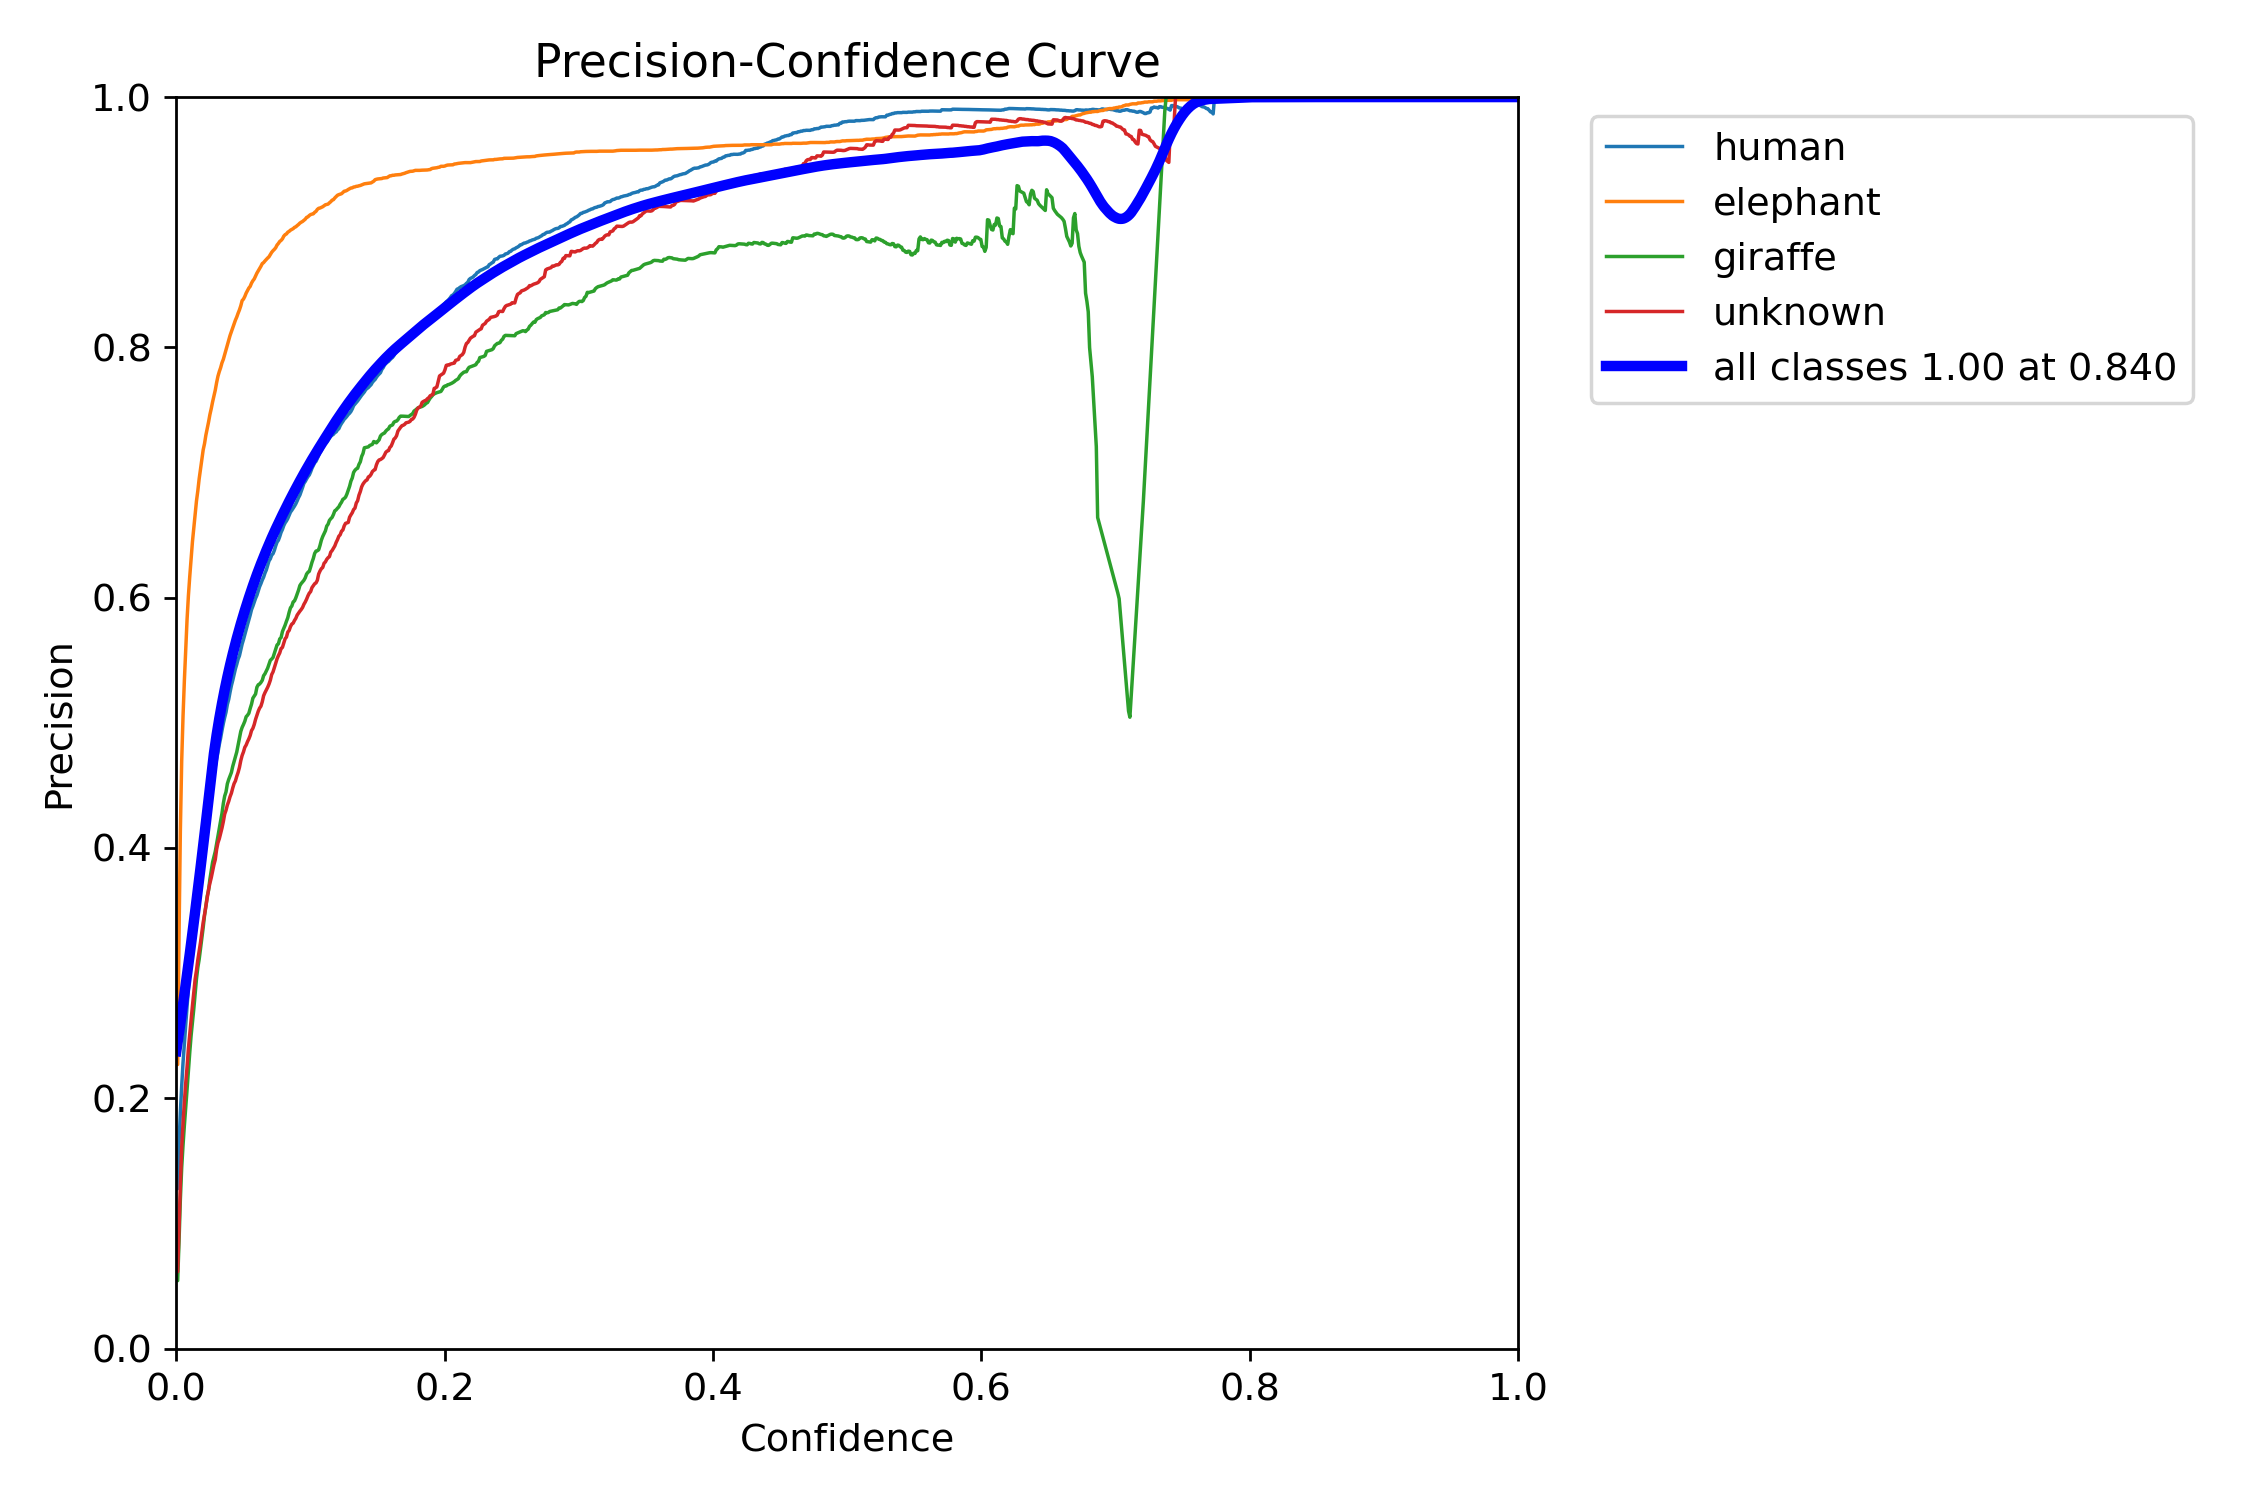 Precision-Confidence Curve
1.0
0.8
0.6
0.4
0.2
0.0
Precision
0.0 0.2 0.4 0.6 0.8 1.0
Confidence
human
elephant
giraffe
unknown
all classes 1.00 at 0.840